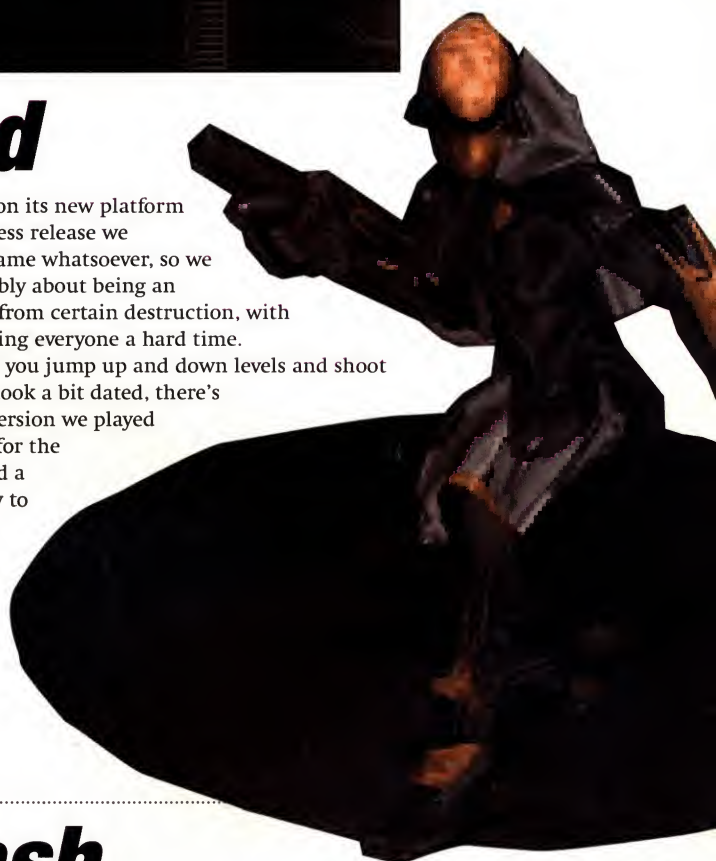 d
on its new platform
ess release we
ame whatsoever, so we
bly about being an
from certain destruction, with
ing everyone a hard time.
you jump up and down levels and shoot
ook a bit dated, there's
ersion we played
for the
d a
y to
sh